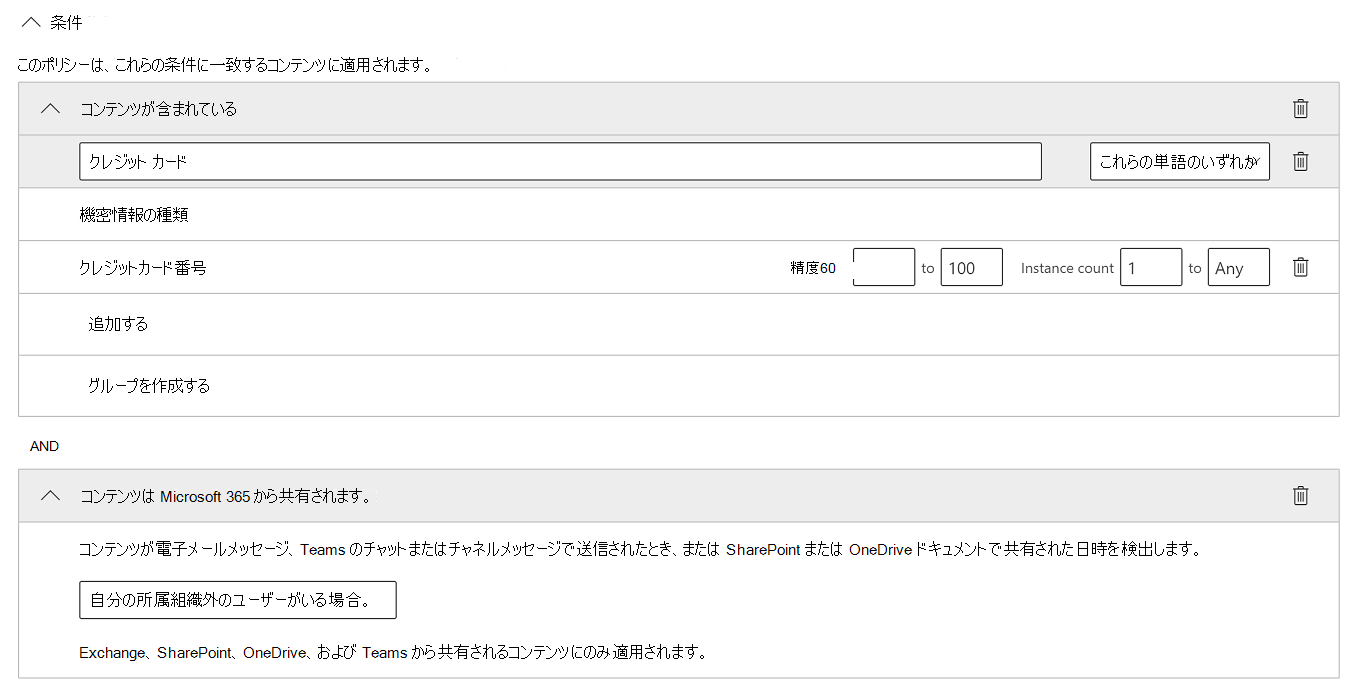 条件
このポリシーは、これらの条件に一致するコンテンツに適用されます。
コンテンツが含まれている
クレジット カード これらの単語のいずれか
機密情報の種類
クレジットカード番号 精度60 to 100 Instance count 1 to Any
追加する
グループを作成する
AND
コンテンツは Microsoft 365 から共有されます。
コンテンツが電子メールメッセージ、Teams のチャットまたはチャネルメッセージで送信されたとき、または SharePoint または OneDrive ドキュメントで共有された日時を検出します。
自分の所属組織外のユーザーがいる場合。
Exchange、SharePoint、OneDrive、および Teams から共有されるコンテンツにのみ適用されます。